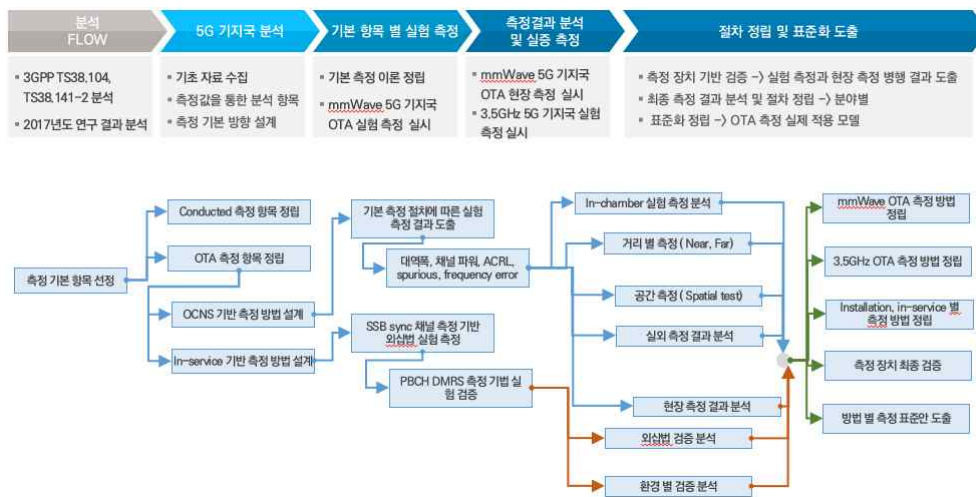 분석
FLOW
5G 기지국 분석
기본 항목 별 실험 측정
측정결과 분석
및 실증 측정
절차 정립 및 표준화 도출
▪ 3GPP TS38.104,
TS38.141-2 분석
▪ 2017년도 연구 결과 분석
▪ 기초 자료 수집
▪ 측정값을 통한 분석 항목
▪ 측정 기본 방향 설계
▪ 기본 측정 이론 정립
▪ mmWave 5G 기지국
OTA 실험 측정 실시
▪ mmWave 5G 기지국
OTA 현장 측정 실시
▪ 3.5GHz 5G 기지국 실험
측정 실시
▪ 측정 장치 기반 검증 -> 실험 측정과 현장 측정 병행 결과 도출
▪ 최종 측정 결과 분석 및 절차 정립 -> 분야별
▪ 표준화 정립 -> OTA 측정 실제 적용 모델
측정 기본 항목 선정
Conducted 측정 항목 정립
OTA 측정 항목 정립
OCNS 기반 측정 방법 설계
In-service 기반 측정 방법 설계
기본 측정 절차에 따른 실험
측정 결과 도출
대역폭, 채널 파워, ACRL,
spurious, frequency error
SSB sync 채널 측정 기반
외삽법 실험 측정
PBCH DMRS 측정 기법 실
험 검증
In-chamber 실험 측정 분석
거리 별 측정 ( Near, Far)
공간 측정 ( Spatial test)
실외 측정 결과 분석
현장 측정 결과 분석
외삽법 검증 분석
환경 별 검증 분석
mmWave OTA 측정 방법
정립
3.5GHz OTA 측정 방법 정립
Installation, in-service 별
측정 방법 정립
측정 장치 최종 검증
방법 별 측정 표준안 도출